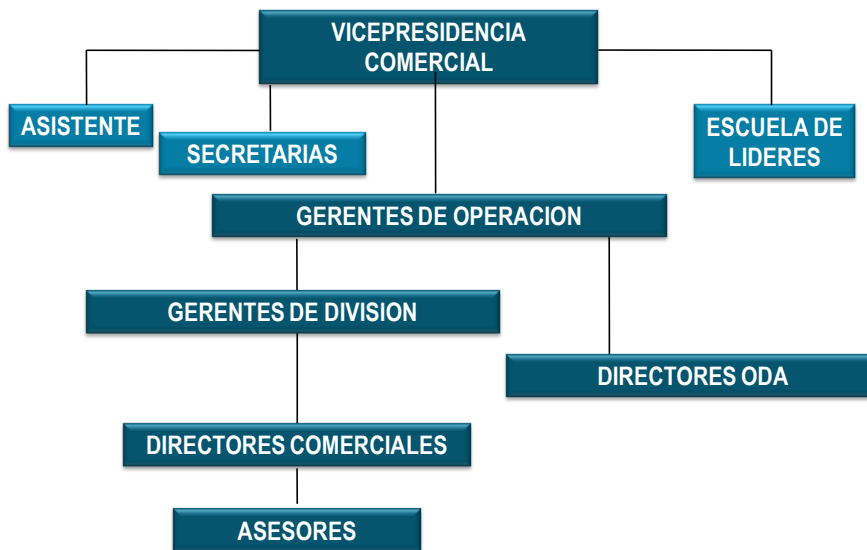 VICEPRESIDENCIA
COMERCIAL
ASISTENTE
SECRETARIAS
ESCUELA DE
LIDERES
GERENTES DE OPERACION
GERENTES DE DIVISION
DIRECTORES ODA
DIRECTORES COMERCIALES
ASESORES